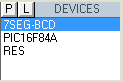 P L DEVICES
7SEG-BCD
PIC16F84A
RES